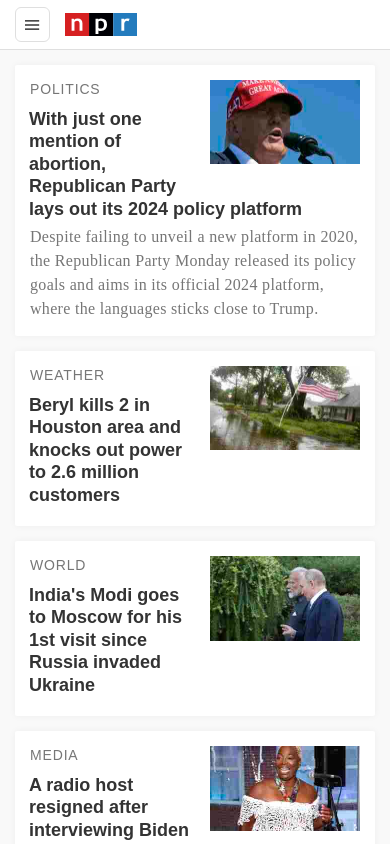 npr
POLITICS
With just one
mention of
abortion,
Republican Party
lays out its 2024 policy platform
Despite failing to unveil a new platform in 2020,
the Republican Party Monday released its policy
goals and aims in its official 2024 platform,
where the languages sticks close to Trump.
WEATHER
Beryl kills 2 in
Houston area and
knocks out power
to 2.6 million
customers
WORLD
India's Modi goes
to Moscow for his
1st visit since
Russia invaded
Ukraine
MEDIA
A radio host
resigned after
interviewing Biden